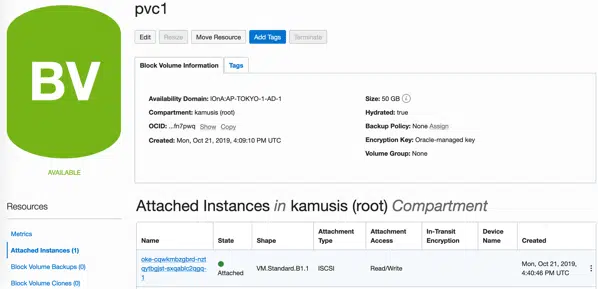 pvc1
Edit Resize Move Resource Add Tags Terminate
BV
Block Volume Information Tags
Availability Domain: IOnA:AP-TOKYO-1-AD-1
Compartment: kamusis (root)
OCID: ...fn7pwq Show Copy
Created: Mon, Oct 21, 2019, 4:09:10 PM UTC
Size: 50 GB
Hydrated: true
Backup Policy: None Assign
Encryption Key: Oracle-managed key
Volume Group: None
AVAILABLE
Resources
Metrics
Attached Instances (1)
Block Volume Backups (0)
Block Volume Clones (0)
Attached Instances in kamusis (root) Compartment
Name State Shape Attachment Type Attachment Access In-Transit Encryption Device Name Created
oke-cqwkmbzgbrd-nzt
qytbgjst-sxqablc2qgq-
1
Attached
VM.Standard.B1.1
ISCSI
Read/Write
Mon, Oct 21, 2019,
4:40:46 PM UTC